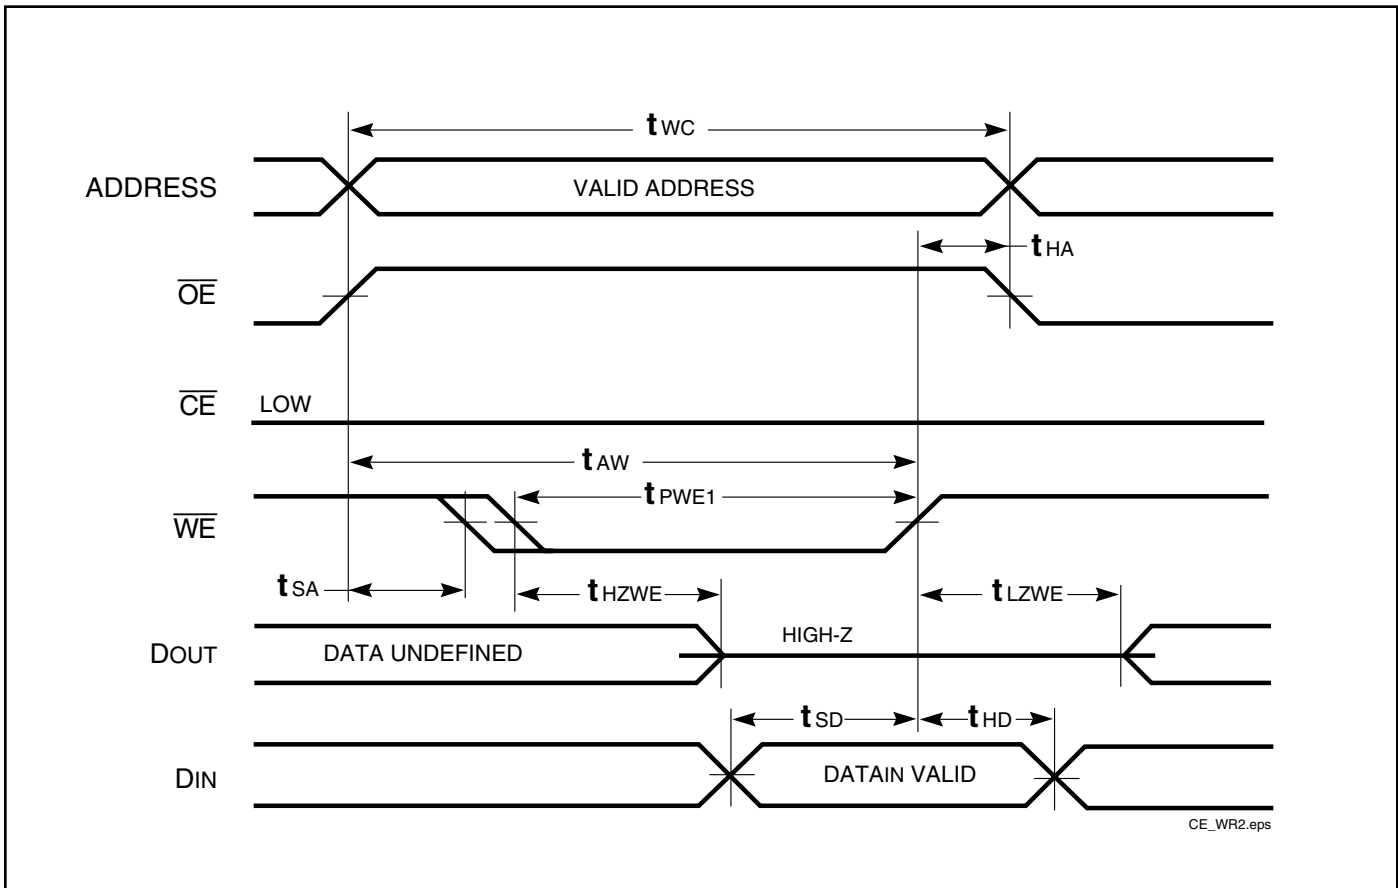 tWC
ADDRESS
VALID ADDRESS
tHA
OE
CE
LOW
tAW
tPWE1
WE
tSA
tHZWE
tLZWE
HIGH-Z
DOUT
DATA UNDEFINED
tSD
tHD
DIN
DATAIN VALID
CE_WR2.eps